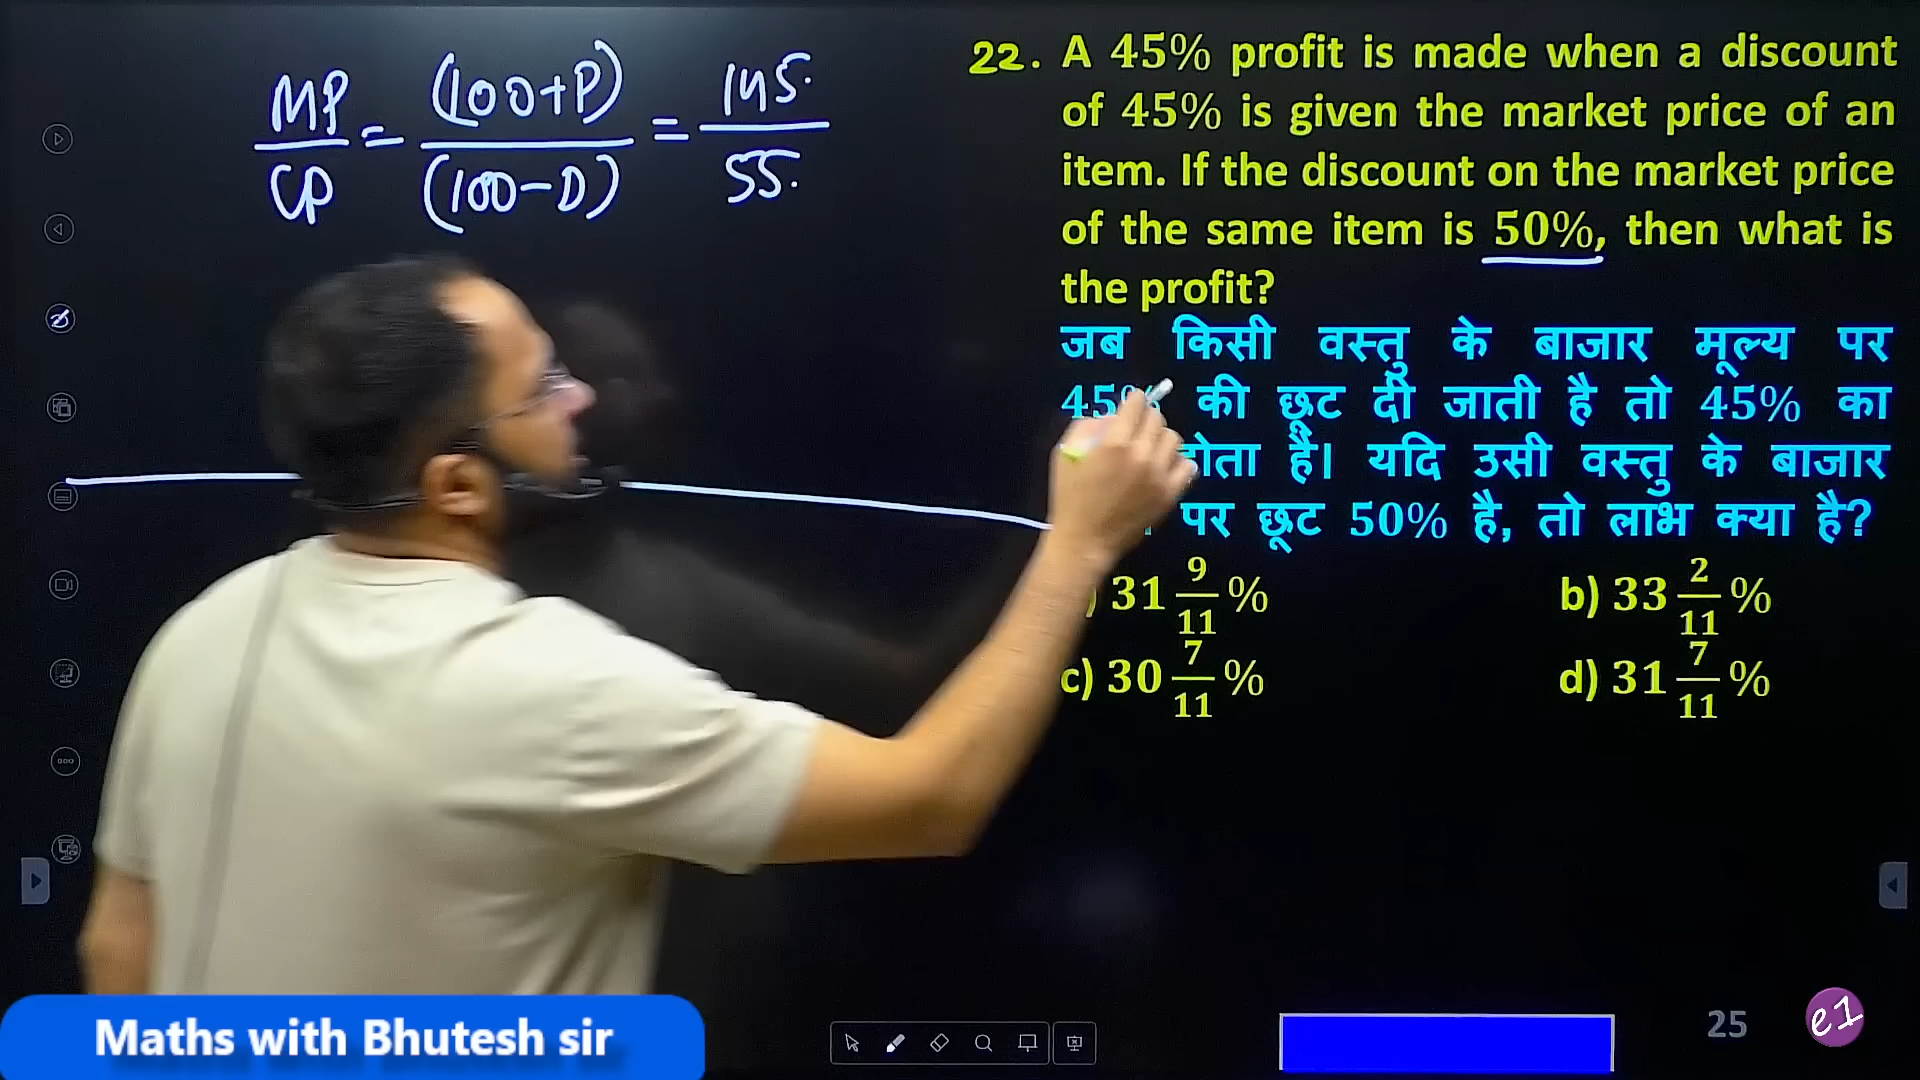 MP/CP = (100+P)/(100-D) = 145/55
22. A 45% profit is made when a discount
of 45% is given the market price of an
item. If the discount on the market price
of the same item is 50%, then what is
the profit?
जब किसी वस्तु के बाजार मूल्य पर
45% की छूट दी जाती है तो 45% का
होता है। यदि उसी वस्तु के बाजार
पर छूट 50% है, तो लाभ क्या है?
) 31 9/11 %
b) 33 2/11 %
c) 30 7/11 %
d) 31 7/11 %
Maths with Bhutesh sir
25
e1